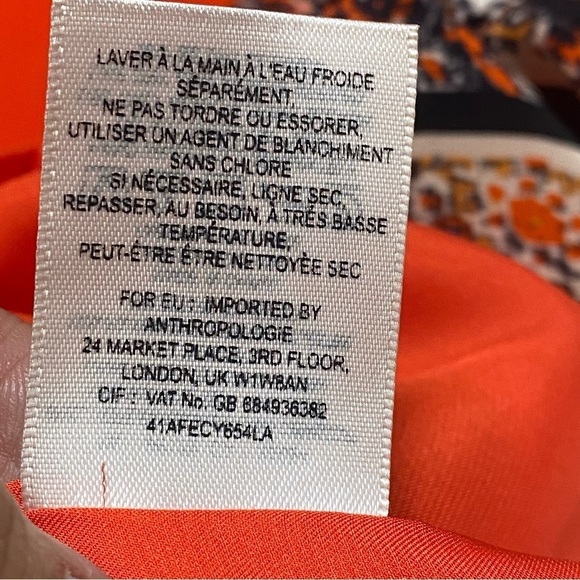 LAVER À LA MAIN À L'EAU FROIDE
SÉPARÉMENT,
NE PAS TORDRE OU ESSORER,
UTILISER UN AGENT DE BLANCHIMENT
SANS CHLORE
SI NÉCESSAIRE, LIGNE SEC,
REPASSER, AU BESOIN, À TRÈS BASSE
TEMPÉRATURE,
PEUT-ÊTRE ÊTRE NETTOYÉE SEC
FOR EU : IMPORTED BY
ANTHROPOLOGIE
24 MARKET PLACE, 3RD FLOOR,
LONDON, UK W1W8AN
CIF : VAT No. GB 684936382
41AFECY654LA